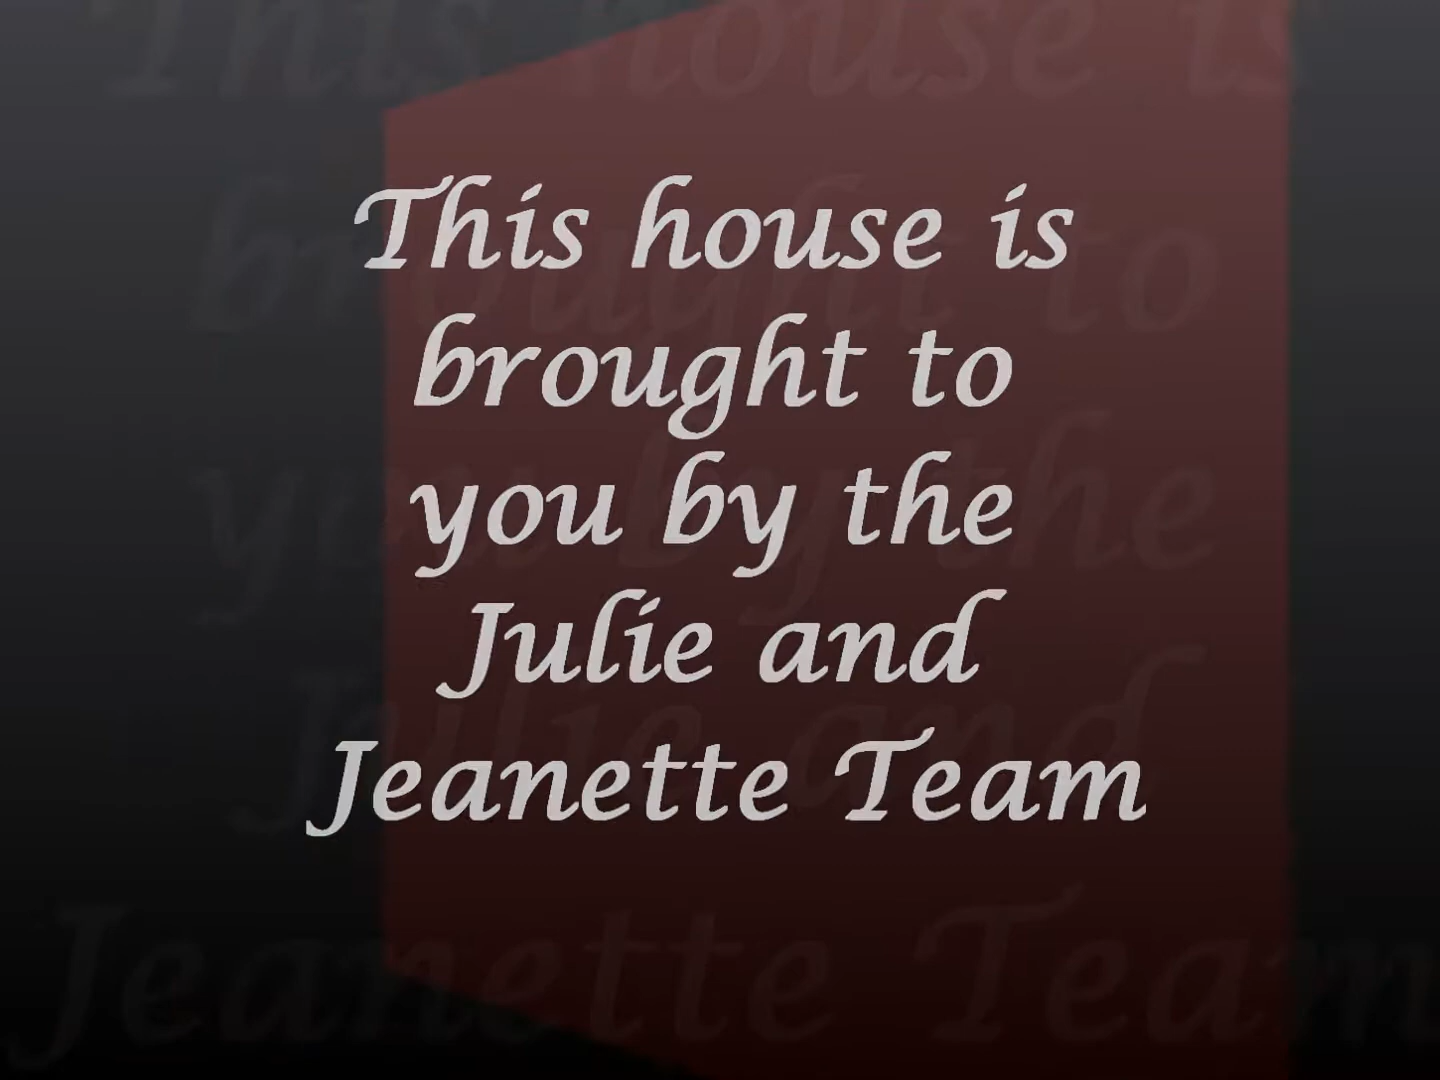 This house is
brought to
you by the
Julie and
Jeanette Team